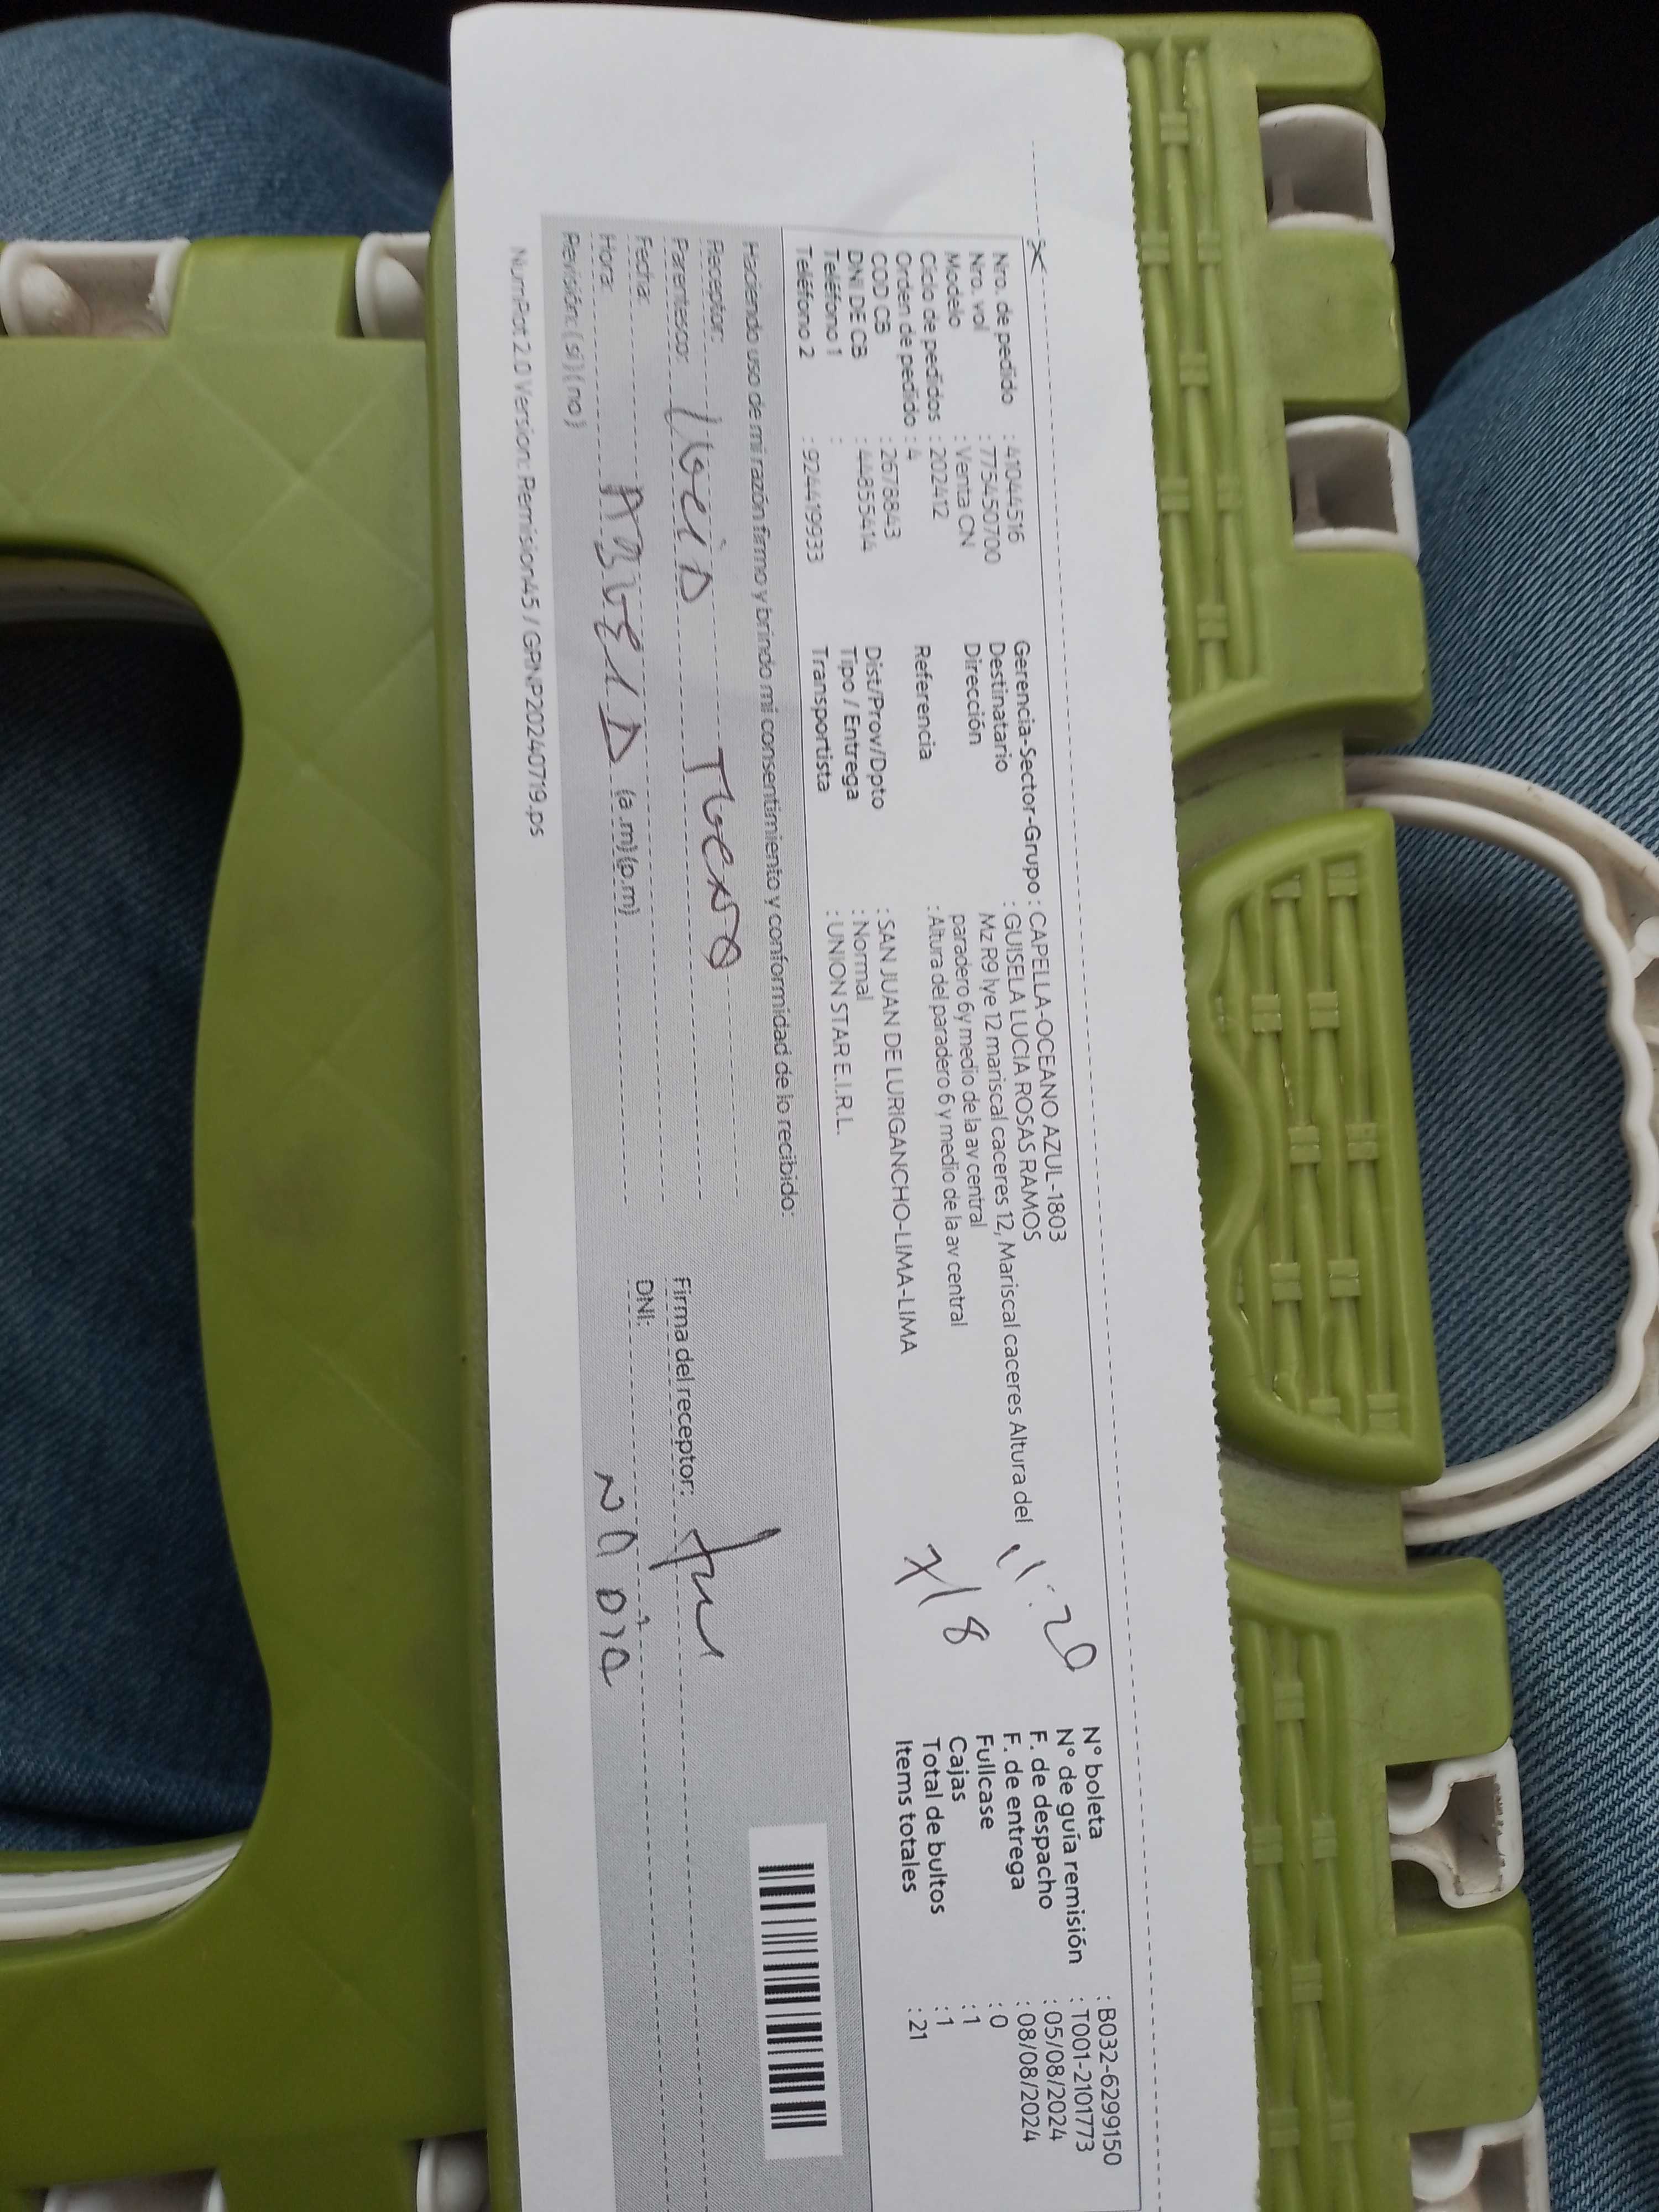 Nro. de pedido : 41044516
Nro. vol : 775450700
Modelo : Venta CN
Ciclo de pedidos : 202412
Orden de pedido : 4
COD CB : 2678843
DNI DE CB : 44855414
Teléfono 1 :
Teléfono 2 : 924419933
Gerencia-Sector-Grupo : CAPELLA-OCEANO AZUL-1803
Destinatario : GUISELA LUCIA ROSAS RAMOS
Dirección Mz R9 lye 12 mariscal caceres 12, Mariscal caceres Altura del
paradero 6y medio de la av central
Referencia : Altura del paradero 6 y medio de la av central
Dist/Prov/Dpto : SAN JUAN DE LURIGANCHO-LIMA-LIMA
Tipo / Entrega : Normal
Transportista : UNION STAR E.I.R.L.
11:20
7/8
N° boleta : B032-6299150
N° de guía remisión : T001-2101773
F. de despacho : 05/08/2024
F. de entrega : 08/08/2024
Fullcase : 0
Cajas : 1
Total de bultos : 1
Items totales : 21
Haciendo uso de mi razón firmo y brindo mi consentimiento y conformidad de lo recibido:
Receptor:
Parentesco:
Fecha:
Hora: (a.m) (p.m)
Revisión: ( si ) ( no )
Firma del receptor:
DNI:
NumPot 2.0 Version: Remision45 / GRNP20240719.ps